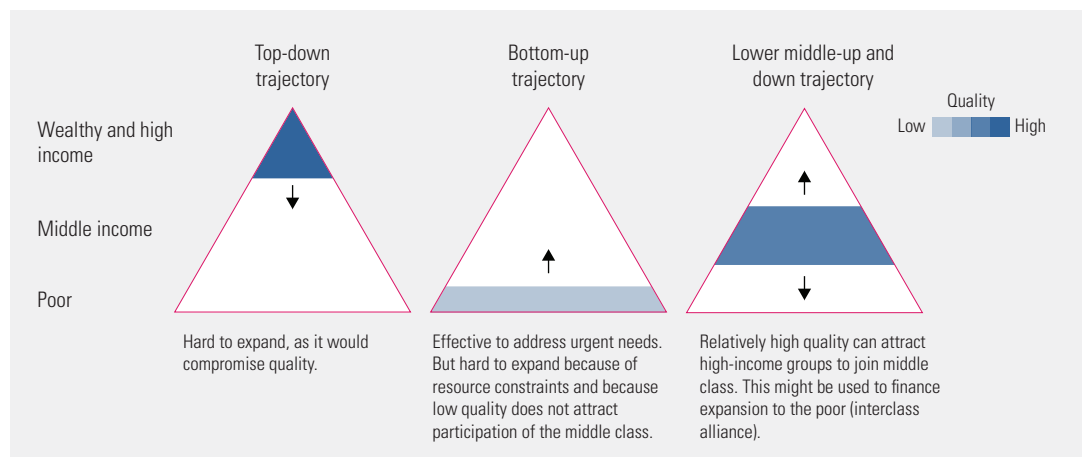 Top-down
trajectory
Bottom-up
trajectory
Lower middle-up and
down trajectory
Quality
Low
High
Wealthy and high
income
Middle income
Poor
Hard to expand, as it would
compromise quality.
Effective to address urgent needs.
But hard to expand because of
resource constraints and because
low quality does not attract
participation of the middle class.
Relatively high quality can attract
high-income groups to join middle
class. This might be used to finance
expansion to the poor (interclass
alliance).